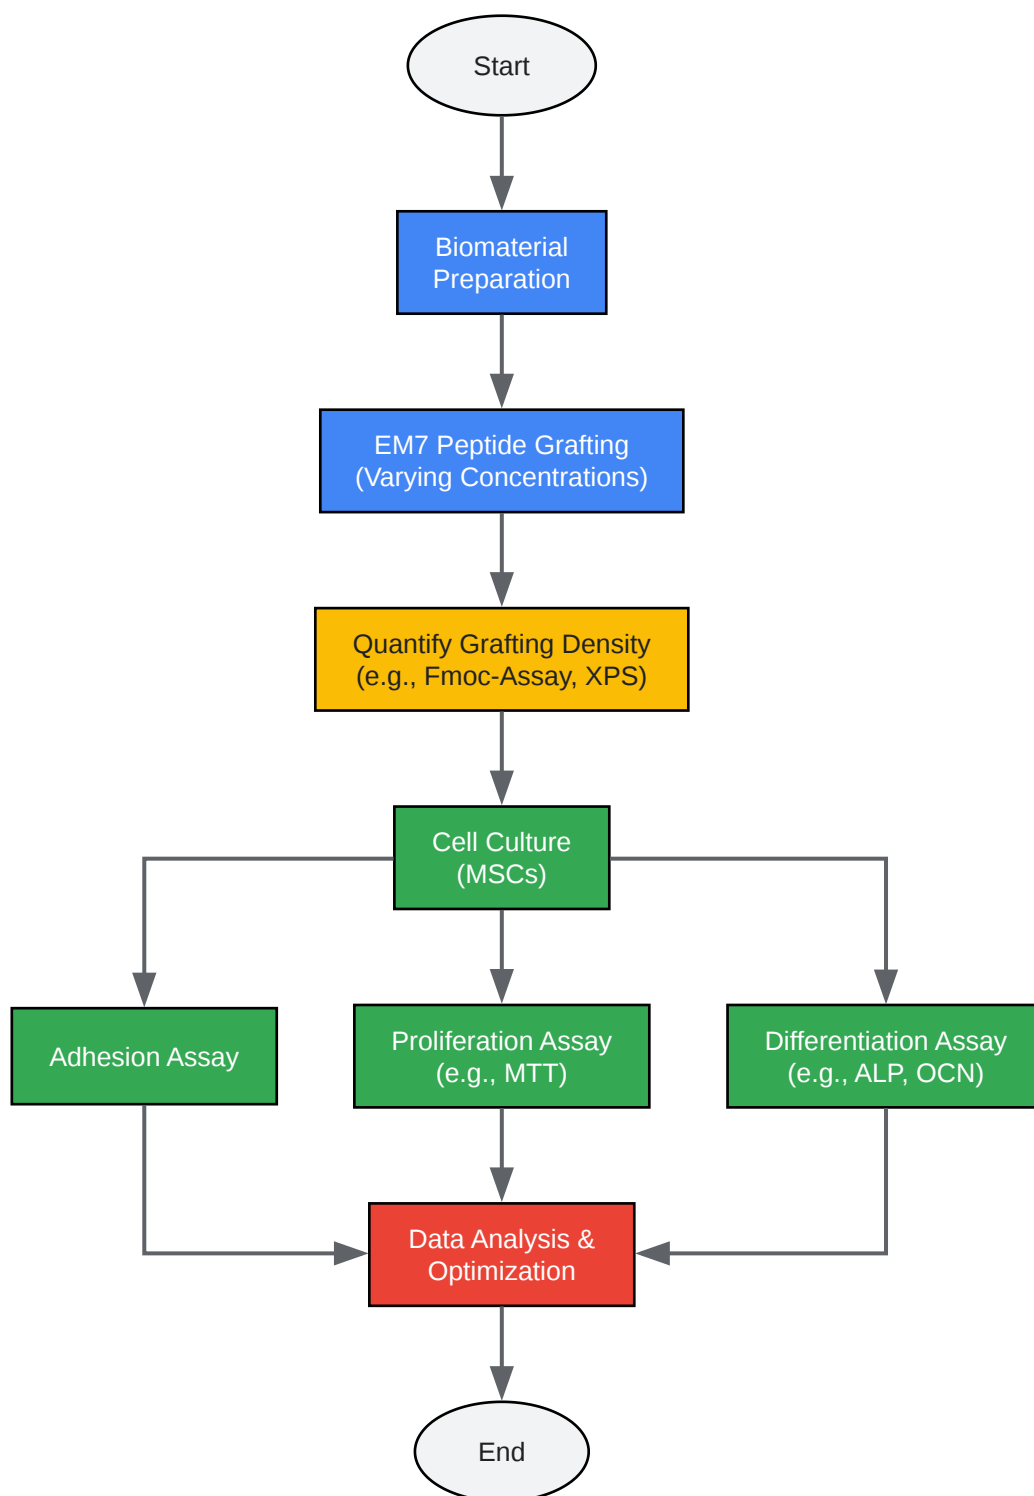 Start
Biomaterial
Preparation
EM7 Peptide Grafting
(Varying Concentrations)
Quantify Grafting Density
(e.g., Fmoc-Assay, XPS)
Cell Culture
(MSCs)
Adhesion Assay
Proliferation Assay
(e.g., MTT)
Differentiation Assay
(e.g., ALP, OCN)
Data Analysis &
Optimization
End